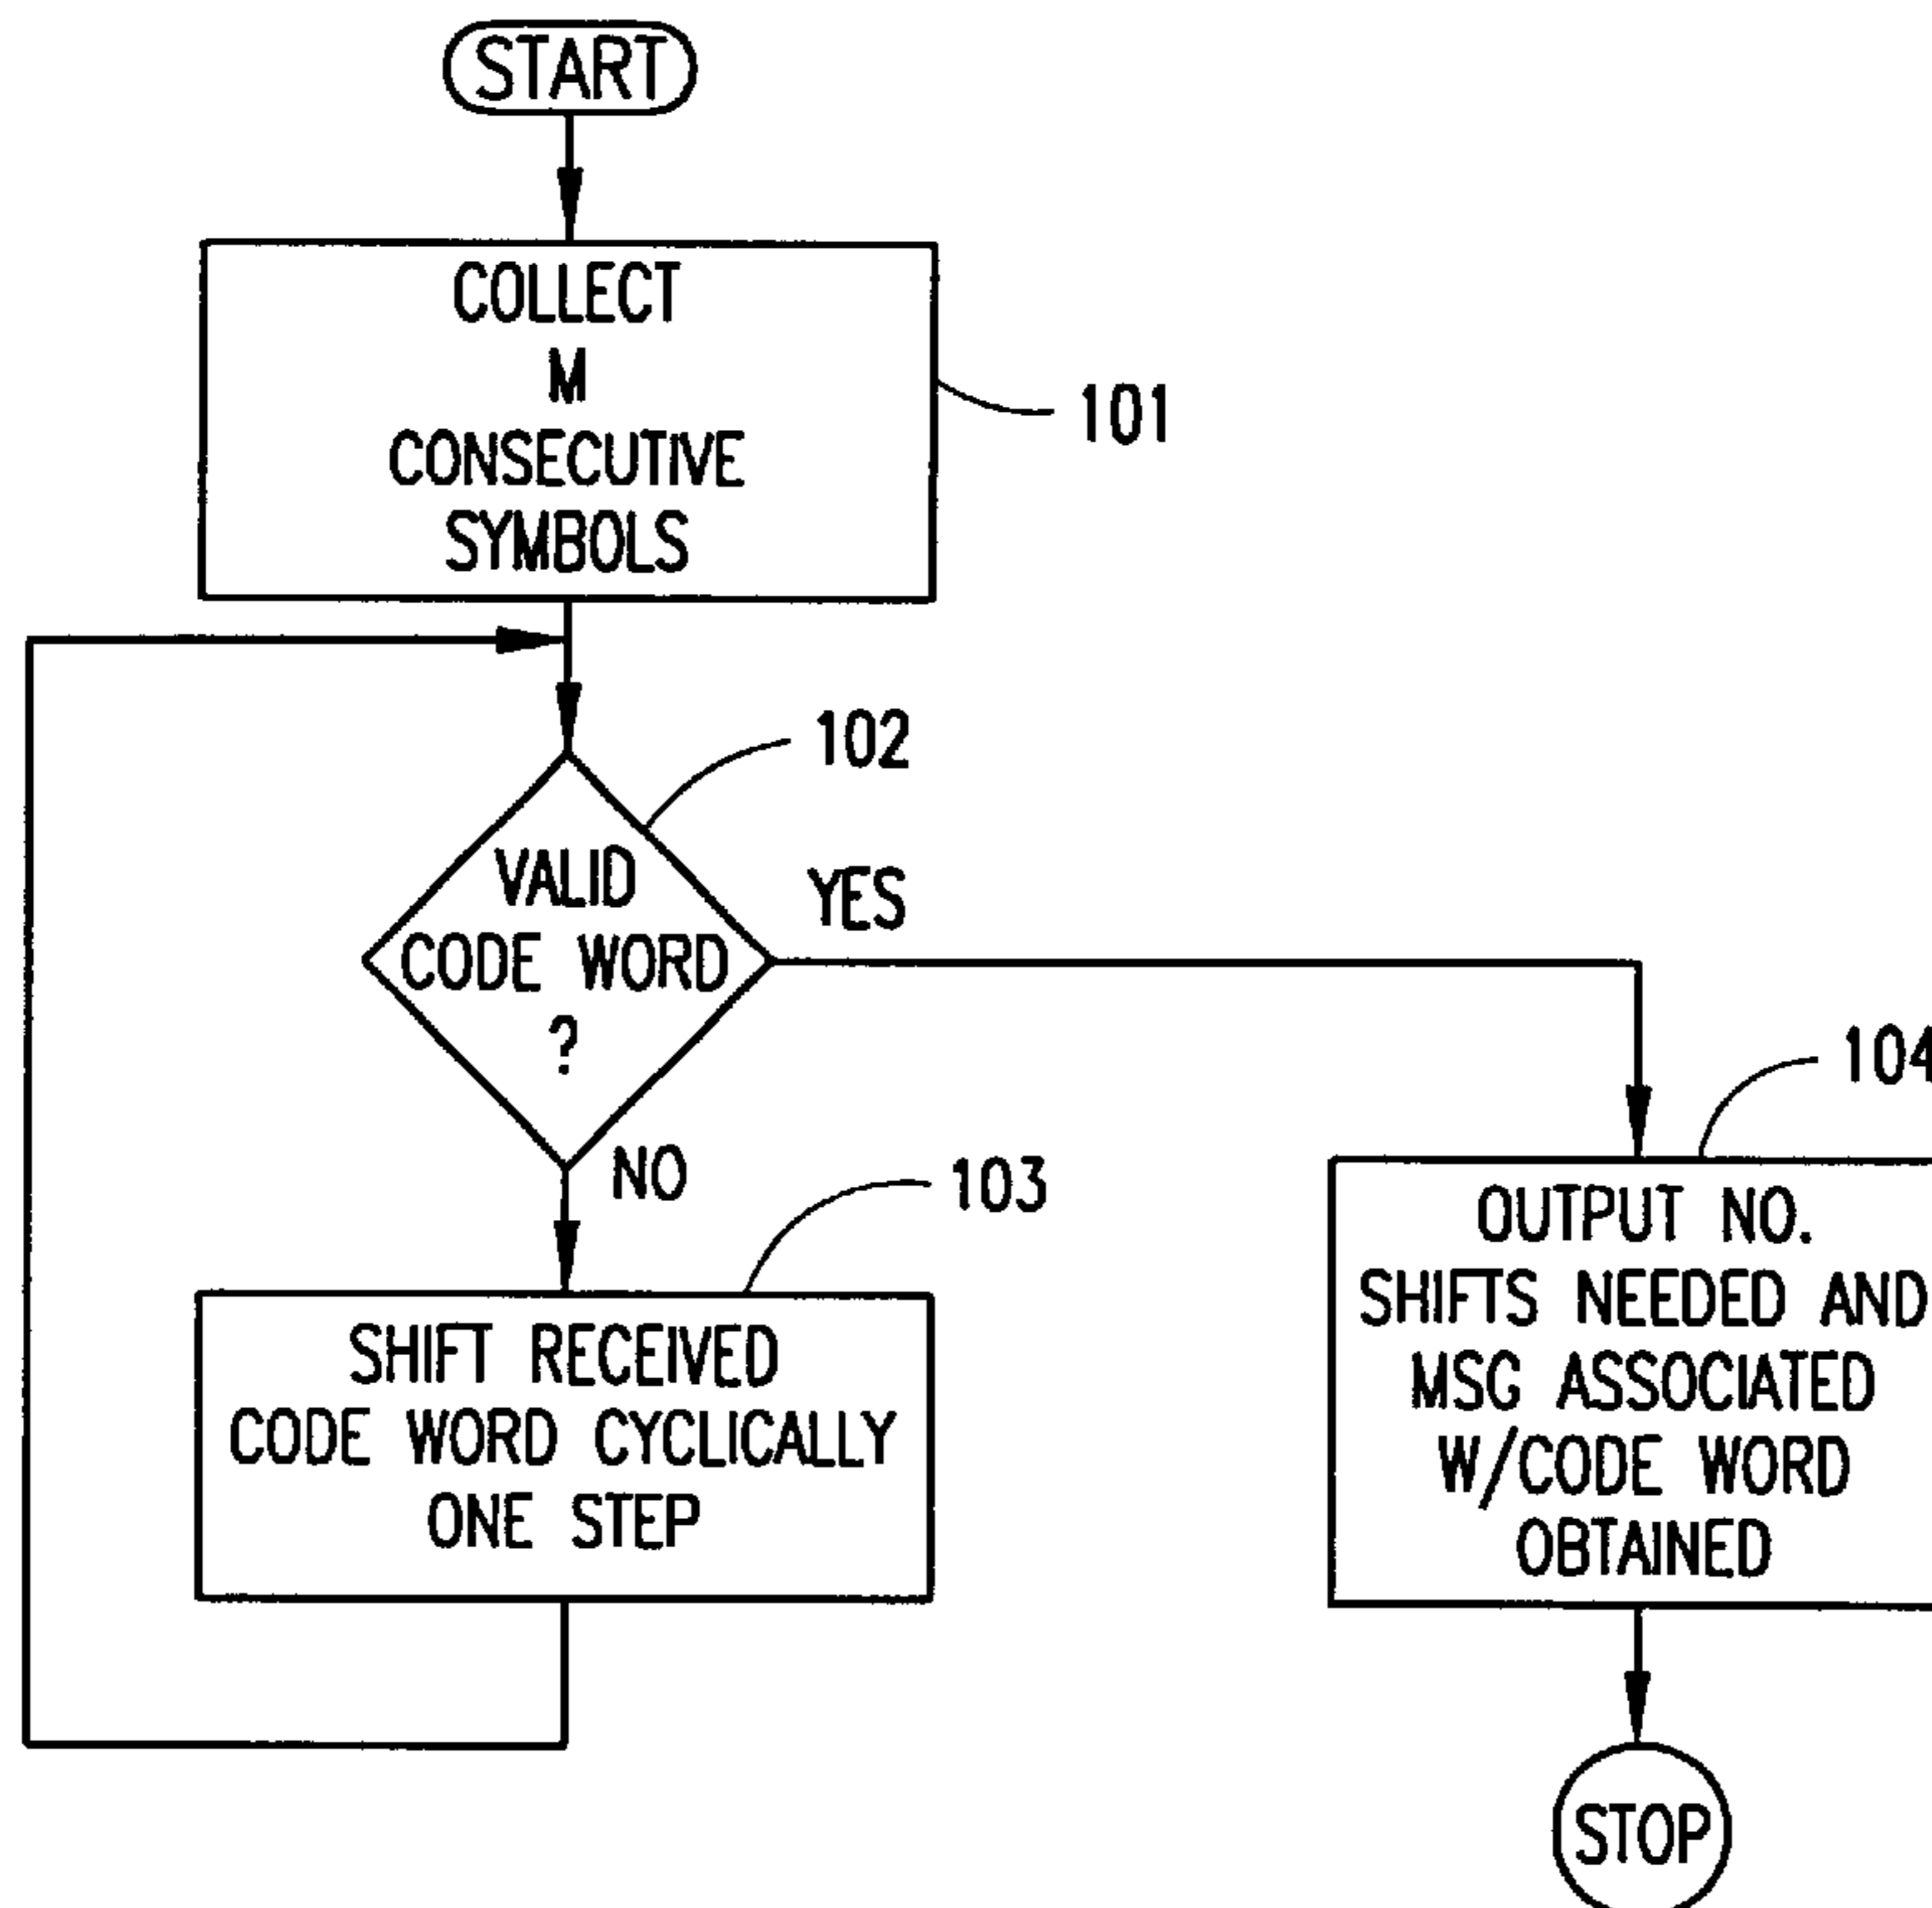 START
COLLECT
M
CONSECUTIVE
SYMBOLS
101
102
VALID
CODE WORD
?
YES
NO
103
SHIFT RECEIVED
CODE WORD CYCLICALLY
ONE STEP
104
OUTPUT NO.
SHIFTS NEEDED AND
MSG ASSOCIATED
W/CODE WORD
OBTAINED
STOP